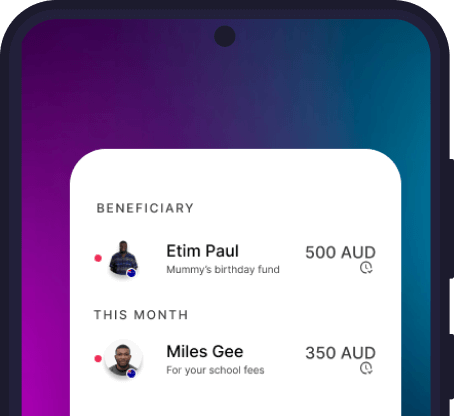 BENEFICIARY
Etim Paul 500 AUD
Mummy's birthday fund
THIS MONTH
Miles Gee 350 AUD
For your school fees